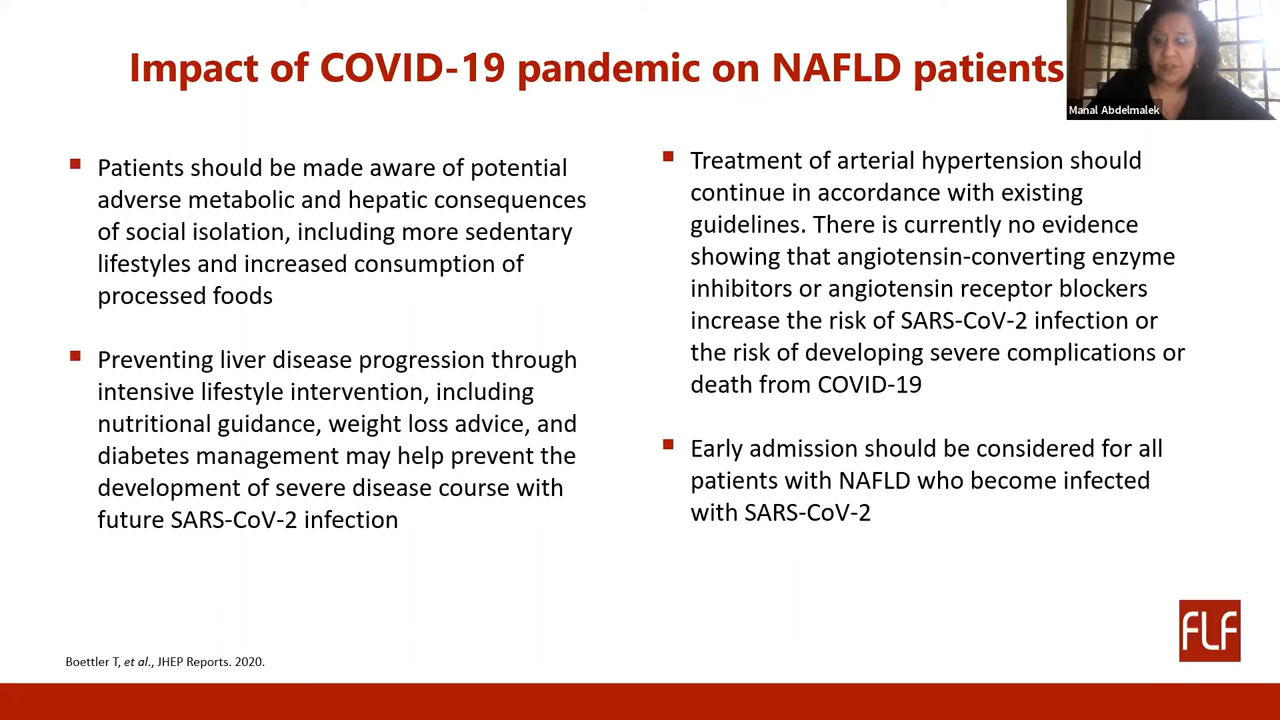 Impact of COVID-19 pandemic on NAFLD patients
Manal Abdelmalek
Patients should be made aware of potential
adverse metabolic and hepatic consequences
of social isolation, including more sedentary
lifestyles and increased consumption of
processed foods
Preventing liver disease progression through
intensive lifestyle intervention, including
nutritional guidance, weight loss advice, and
diabetes management may help prevent the
development of severe disease course with
future SARS-CoV-2 infection
Treatment of arterial hypertension should
continue in accordance with existing
guidelines. There is currently no evidence
showing that angiotensin-converting enzyme
inhibitors or angiotensin receptor blockers
increase the risk of SARS-CoV-2 infection or
the risk of developing severe complications or
death from COVID-19
Early admission should be considered for all
patients with NAFLD who become infected
with SARS-CoV-2
FLF
Boettler T, et al., JHEP Reports. 2020.